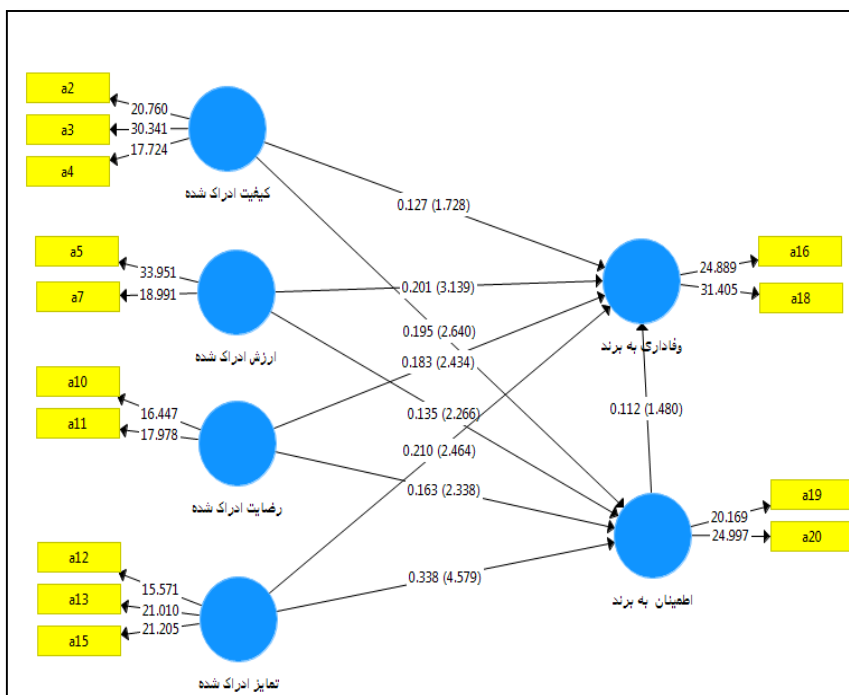 a2
20.760
a3
30.341
a4
17.724
کیفیت ادراک شده
0.127 (1.728)
a5
33.951
a7
18.991
ارزش ادراک شده
0.201 (3.139)
0.195 (2.640)
0.183 (2.434)
a16
24.889
a18
31.405
وفاداری به برند
a10
16.447
a11
17.978
رضایت ادراک شده
0.135 (2.266)
0.210 (2.464)
0.163 (2.338)
0.112 (1.480)
a12
15.571
a13
21.010
a15
21.205
تمایز ادراک شده
0.338 (4.579)
a19
20.169
a20
24.997
اطمینان به برند